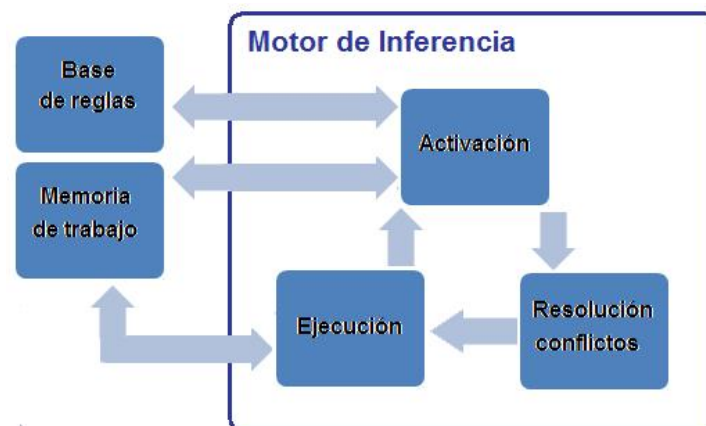 Motor de Inferencia
Base
de reglas
Activación
Memoria
de trabajo
Ejecución
Resolución
conflictos